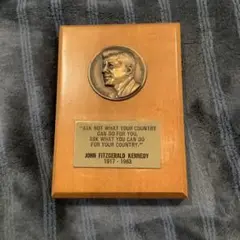 "ASK NOT WHAT YOUR COUNTRY
CAN DO FOR YOU,
ASK WHAT YOU CAN DO
FOR YOUR COUNTRY."
JOHN FITZGERALD KENNEDY
1917 - 1963